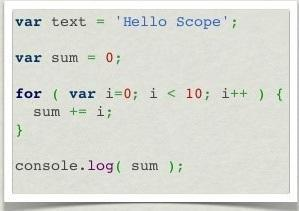 var text = 'Hello Scope';
var sum = 0;
for ( var i=0; i < 10; i++ ) {
  sum += i;
}
console.log( sum );